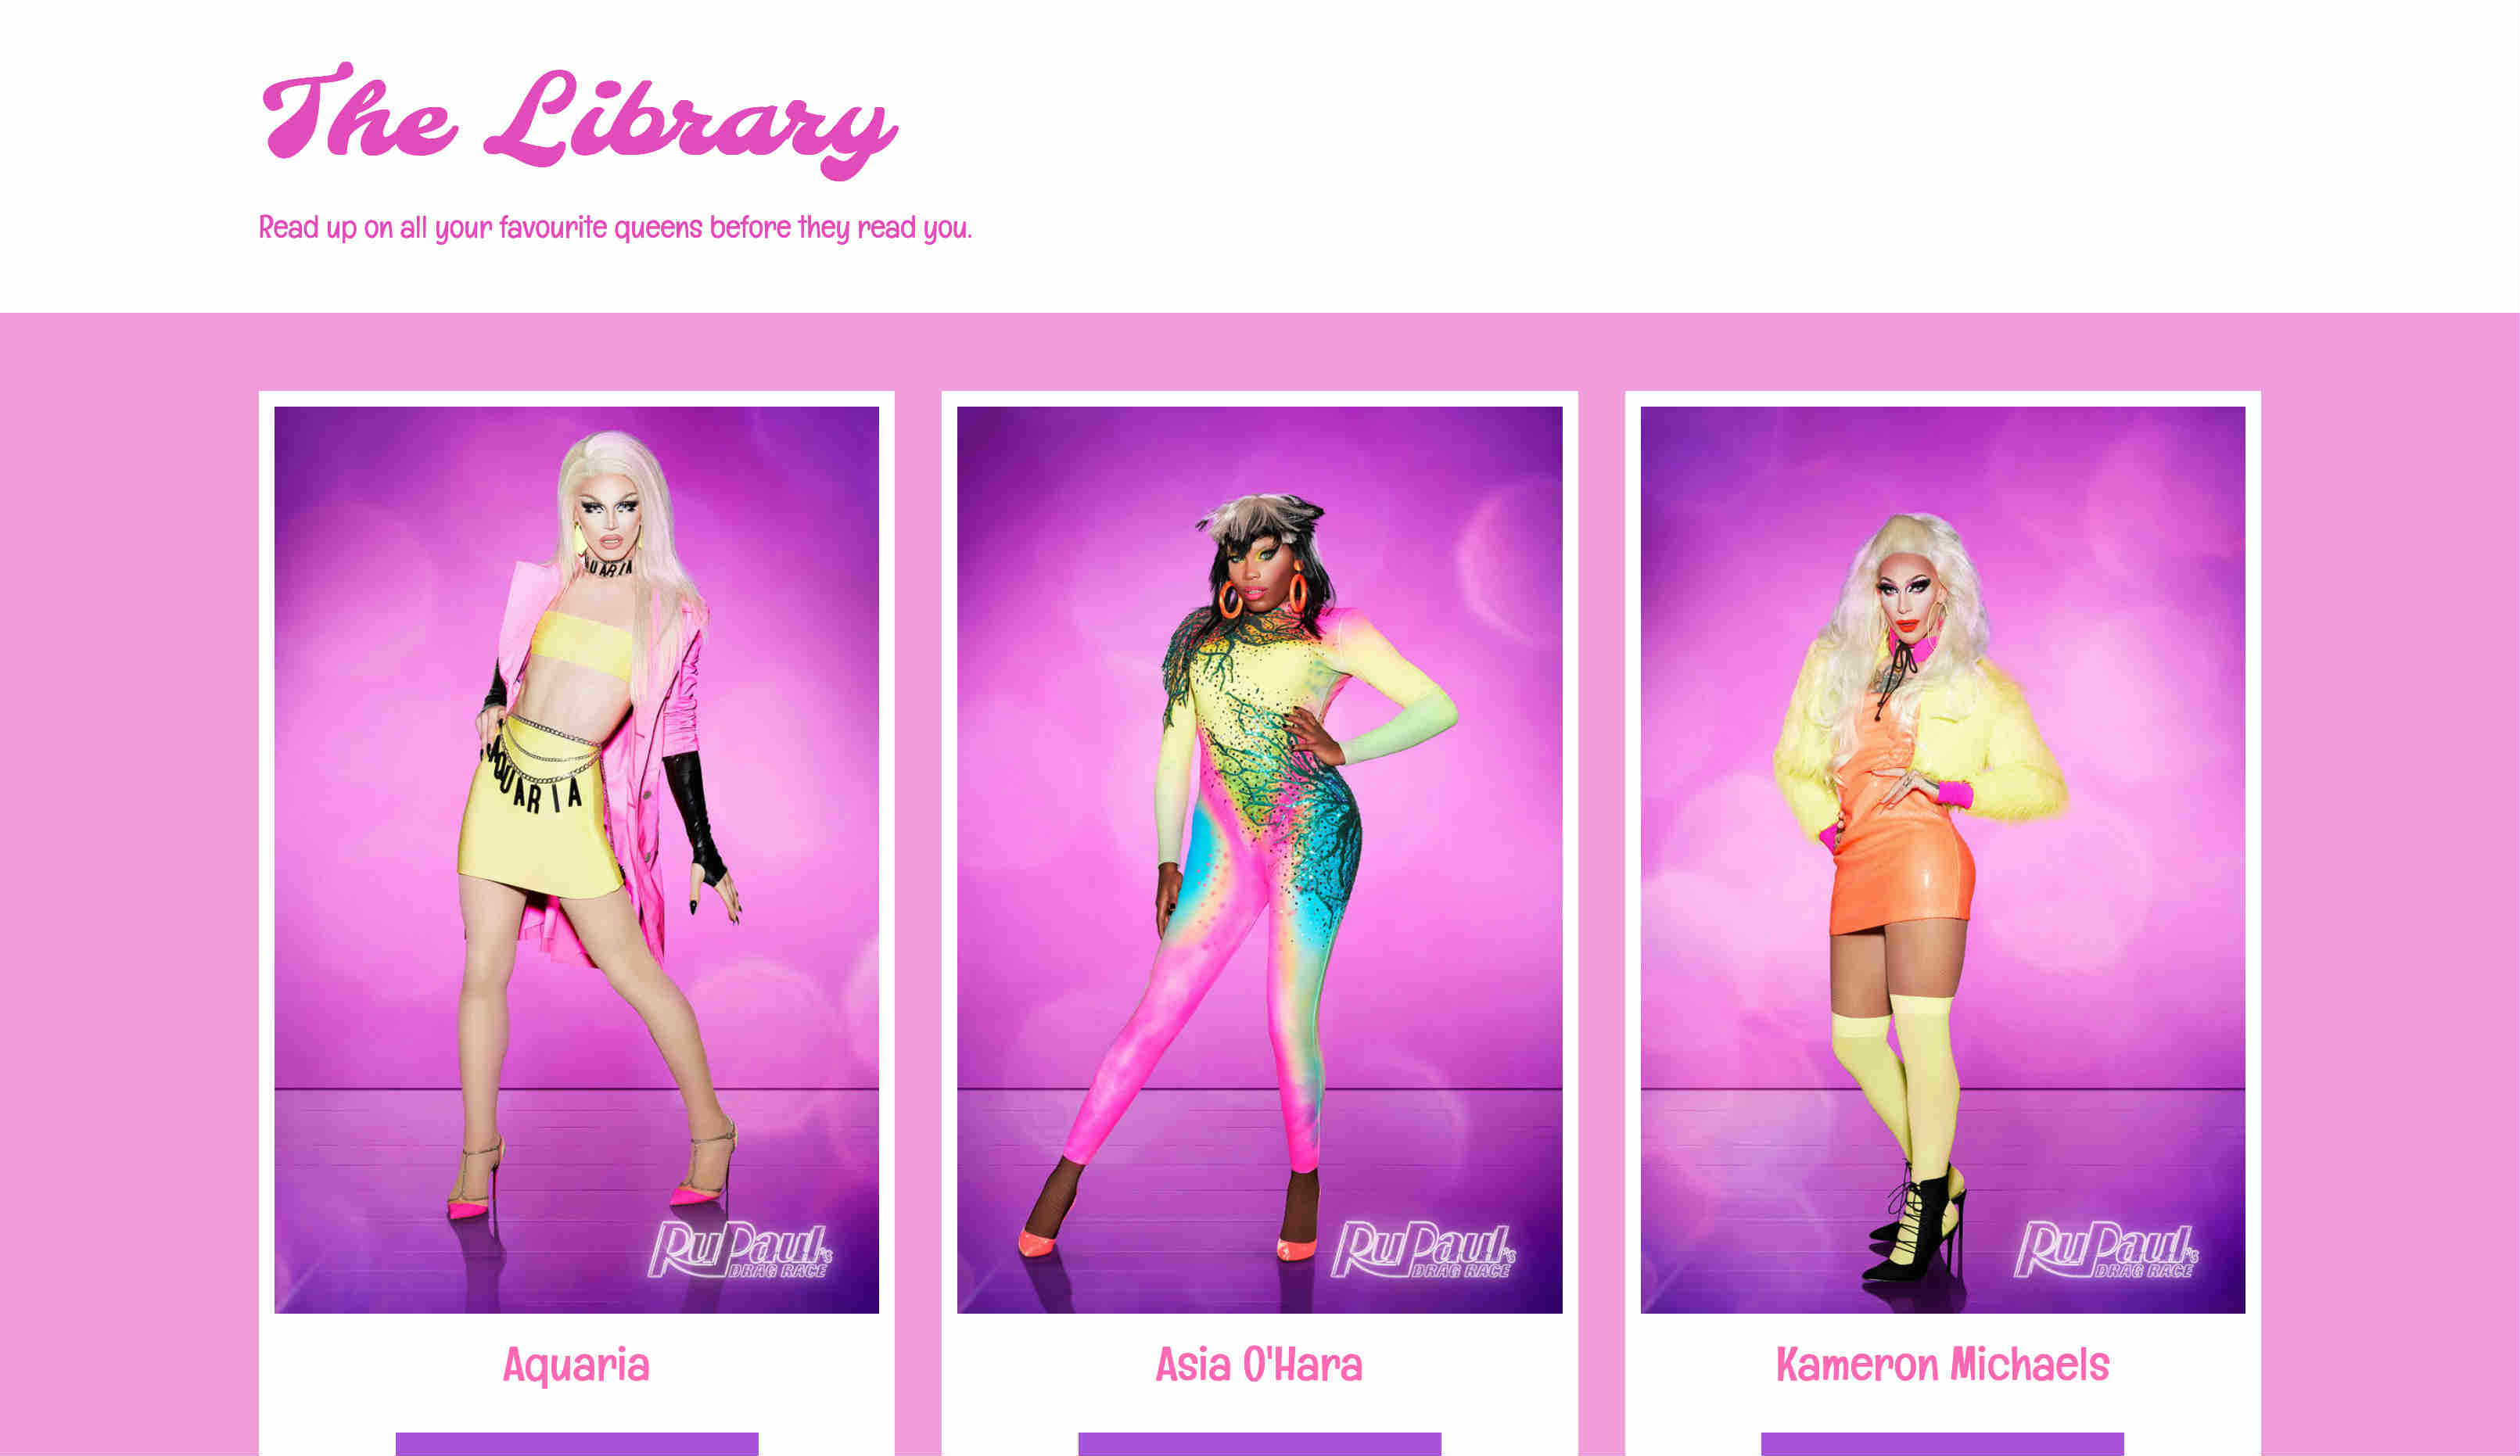 The Library
Read up on all your favourite queens before they read you.
UARIA
AQUARIA
RuPaul's
DRAG RACE
RuPaul's
DRAG RACE
RuPaul's
DRAG RACE
Aquaria
Asia O'Hara
Kameron Michaels